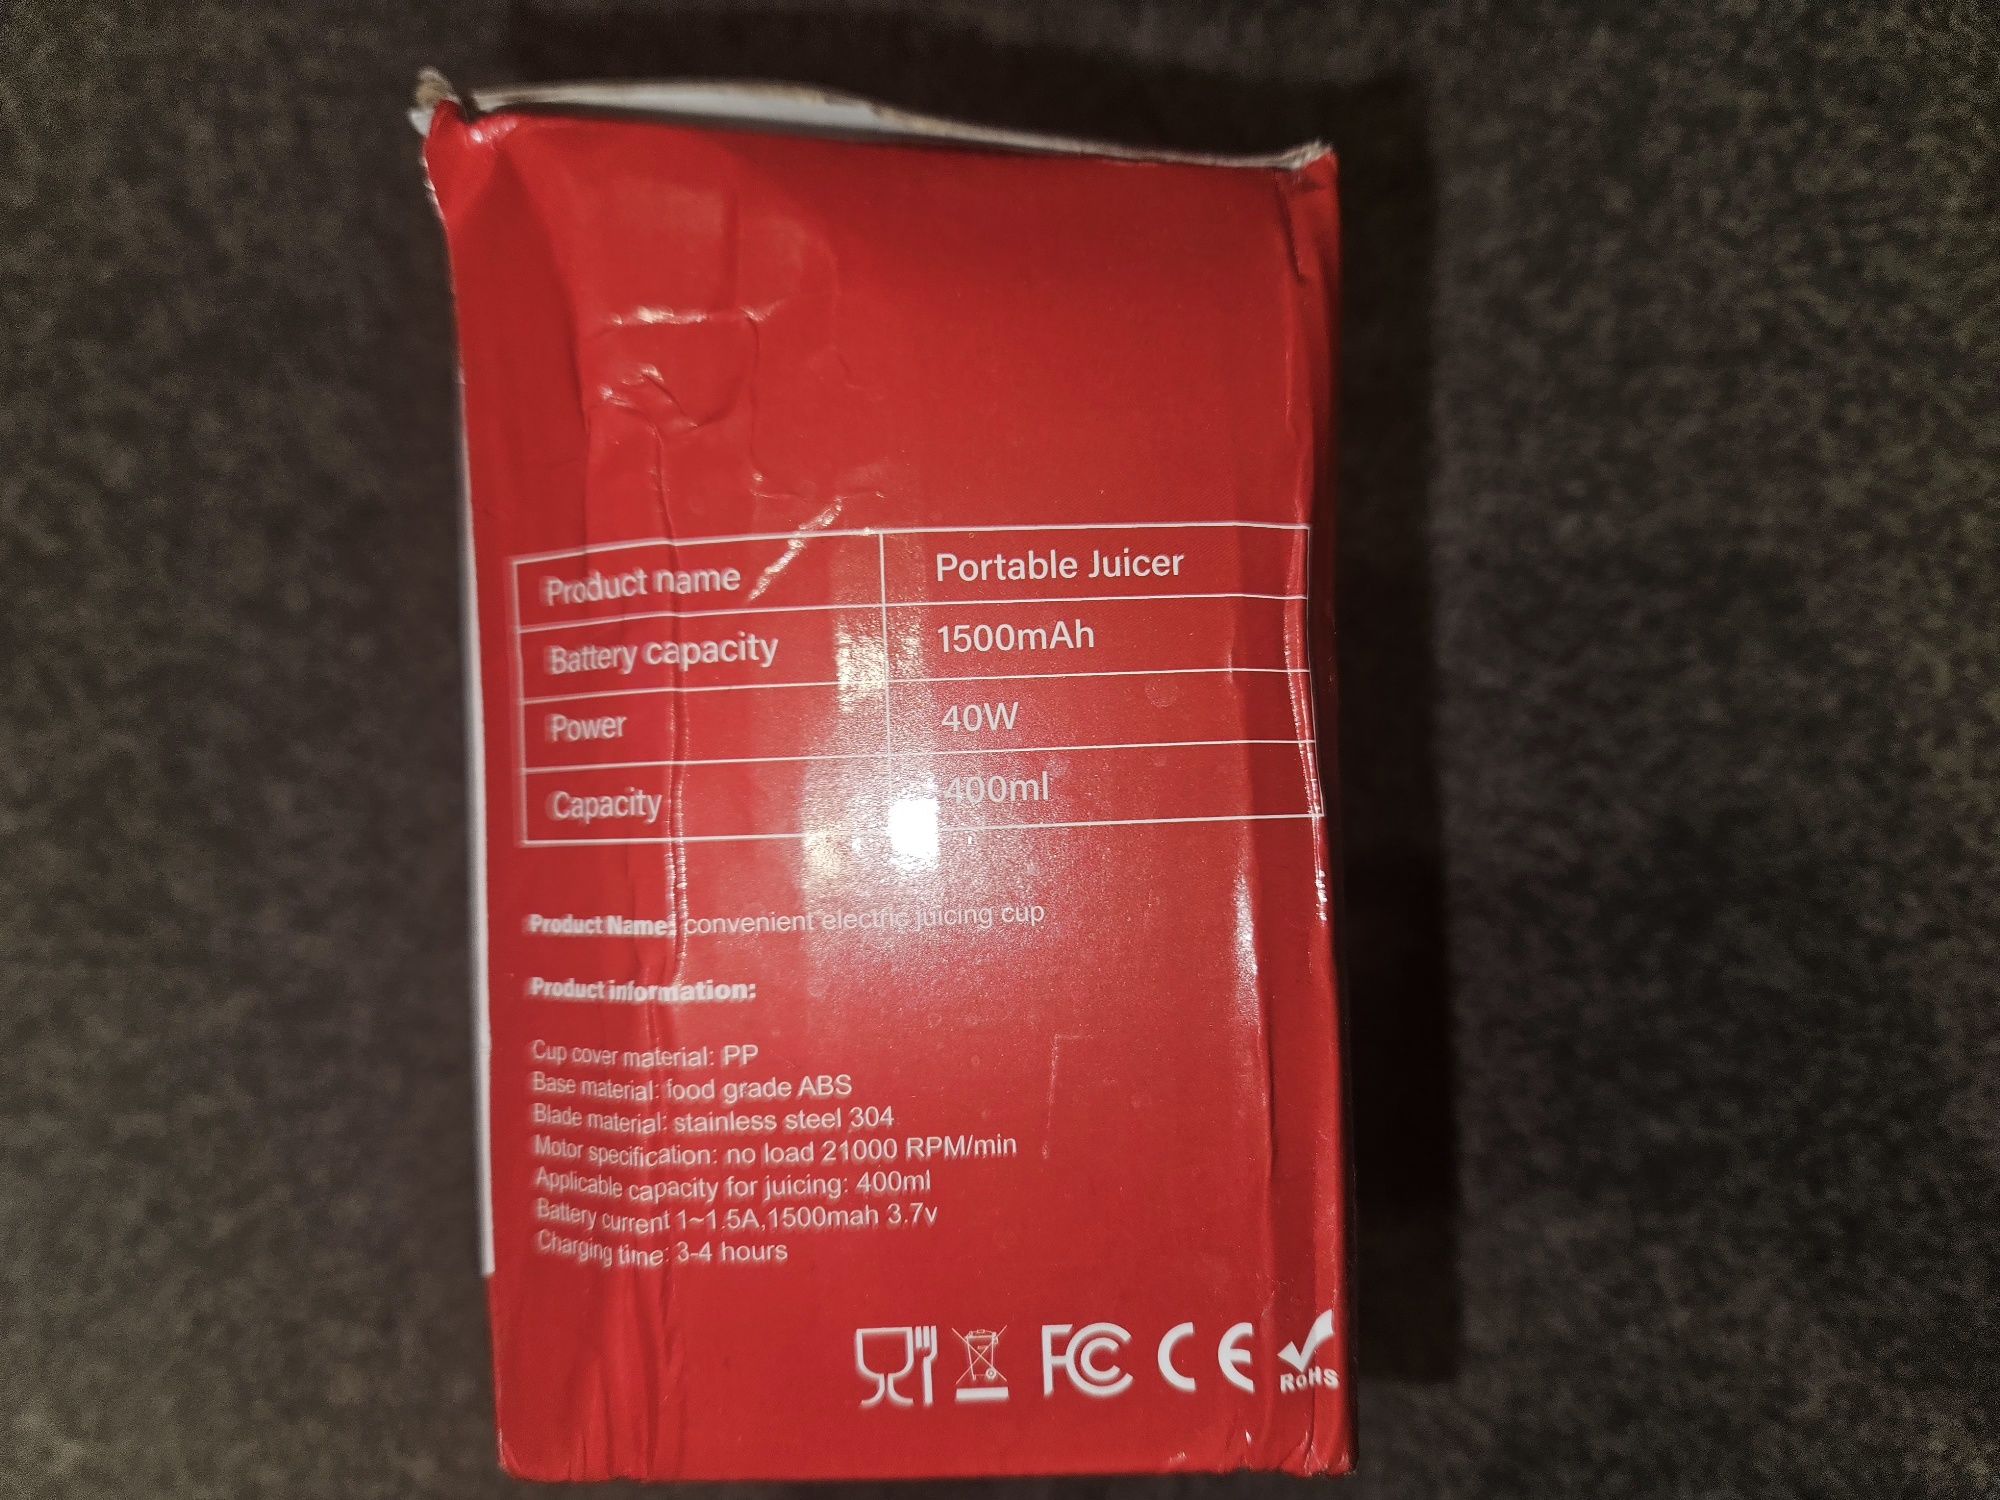 Product name Portable Juicer
Battery capacity 1500mAh
Power 40W
Capacity 400ml
Product Name: convenient electric juicing cup
Product information:
Cup cover material: PP
Base material: food grade ABS
Blade material: stainless steel 304
Motor specification: no load 21000 RPM/min
Applicable capacity for juicing: 400ml
Battery current 1~1.5A,1500mah 3.7v
Charging time: 3-4 hours
FC CE RoHS